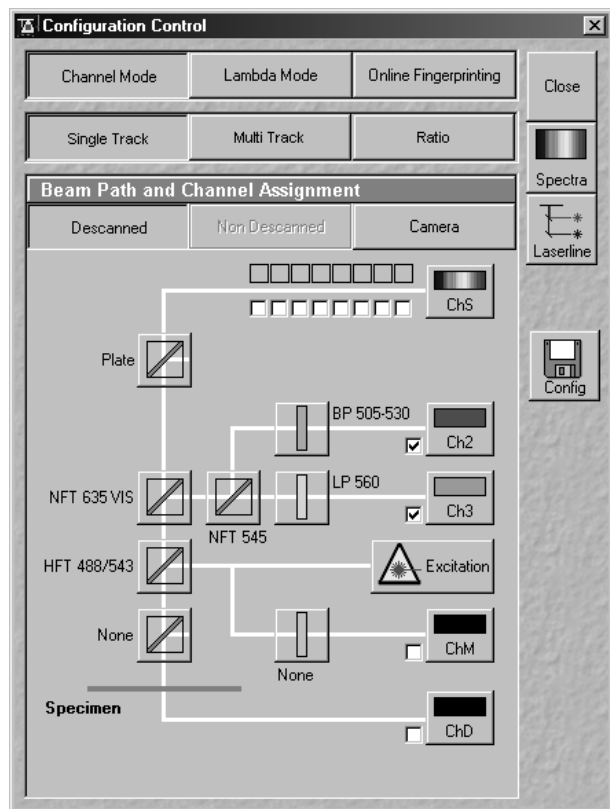 Configuration Control
Channel Mode Lambda Mode Online Fingerprinting
Close
Single Track Multi Track Ratio
Spectra
Beam Path and Channel Assignment
Descanned Non Descanned Camera
Laserline
ChS
Plate
Config
BP 505-530
Ch2
LP 560
NFT 635 VIS
Ch3
NFT 545
HFT 488/543
Excitation
None
ChM
None
Specimen
ChD